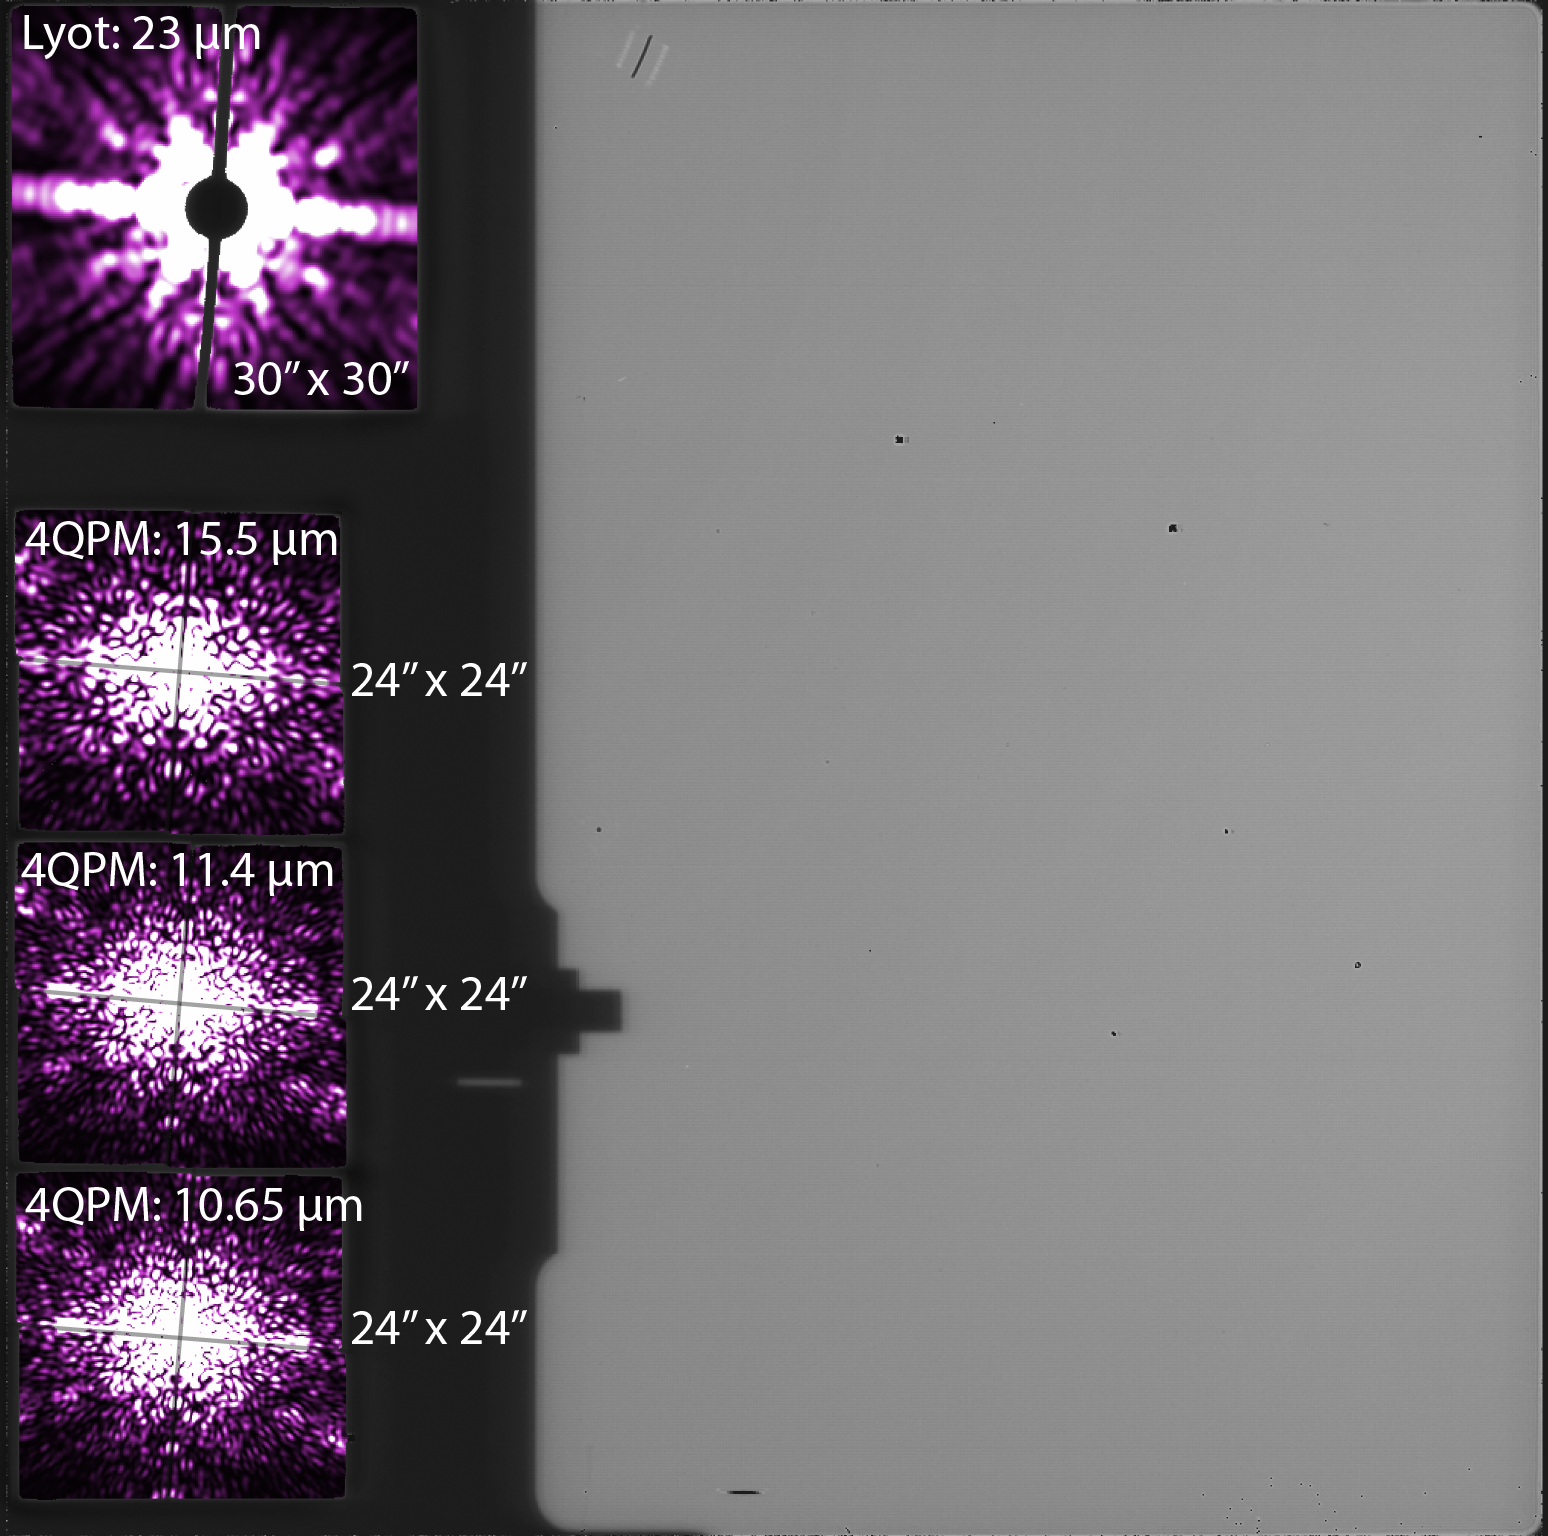 Lyot: 23 µm
30” x 30”
4QPM: 15.5 µm
24” x 24”
4QPM: 11.4 µm
24” x 24”
4QPM: 10.65 µm
24” x 24”